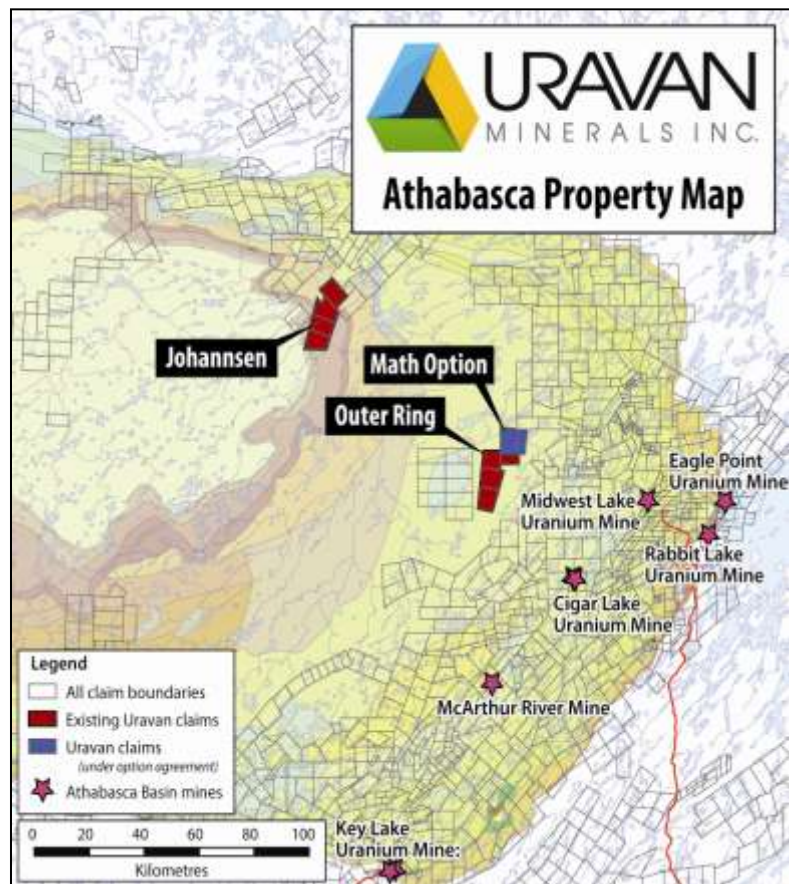 URAVAN
MINERALS INC.
Athabasca Property Map
Johannsen
Math Option
Outer Ring
Eagle Point
Uranium Mine
Midwest Lake
Uranium Mine
Rabbit Lake
Uranium Mine
Cigar Lake
Uranium Mine
McArthur River Mine
Legend
All claim boundaries
Existing Uravan claims
Uravan claims
(under option agreement)
Athabasca Basin mines
0 20 40 60 80 100
Kilometres
Key Lake
Uranium Mine: